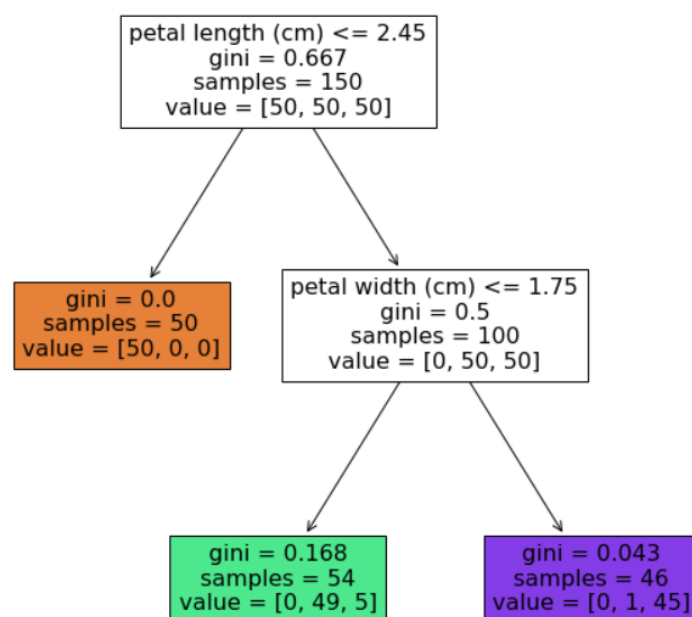 petal length (cm) <= 2.45
gini = 0.667
samples = 150
value = [50, 50, 50]
gini = 0.0
samples = 50
value = [50, 0, 0]
petal width (cm) <= 1.75
gini = 0.5
samples = 100
value = [0, 50, 50]
gini = 0.168
samples = 54
value = [0, 49, 5]
gini = 0.043
samples = 46
value = [0, 1, 45]